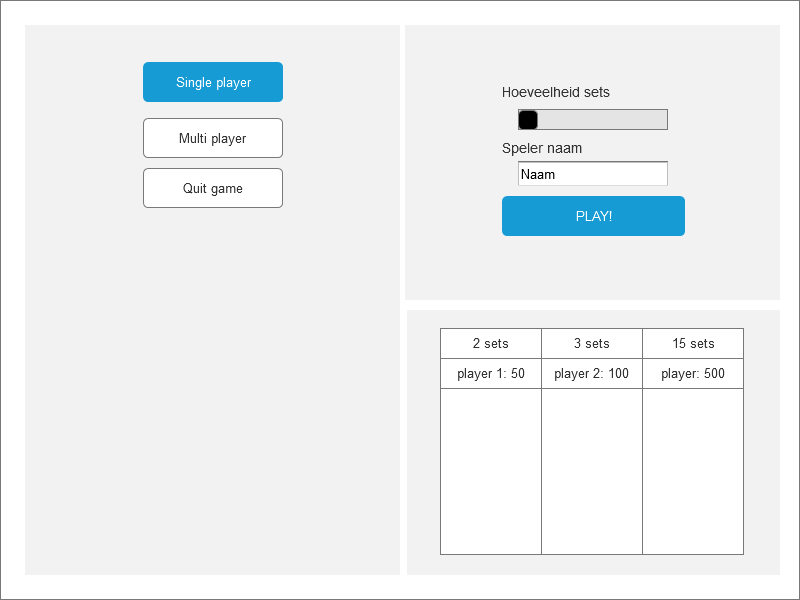 Single player
Multi player
Quit game
Hoeveelheid sets
Speler naam
Naam
PLAY!
2 sets 3 sets 15 sets
player 1: 50 player 2: 100 player: 500